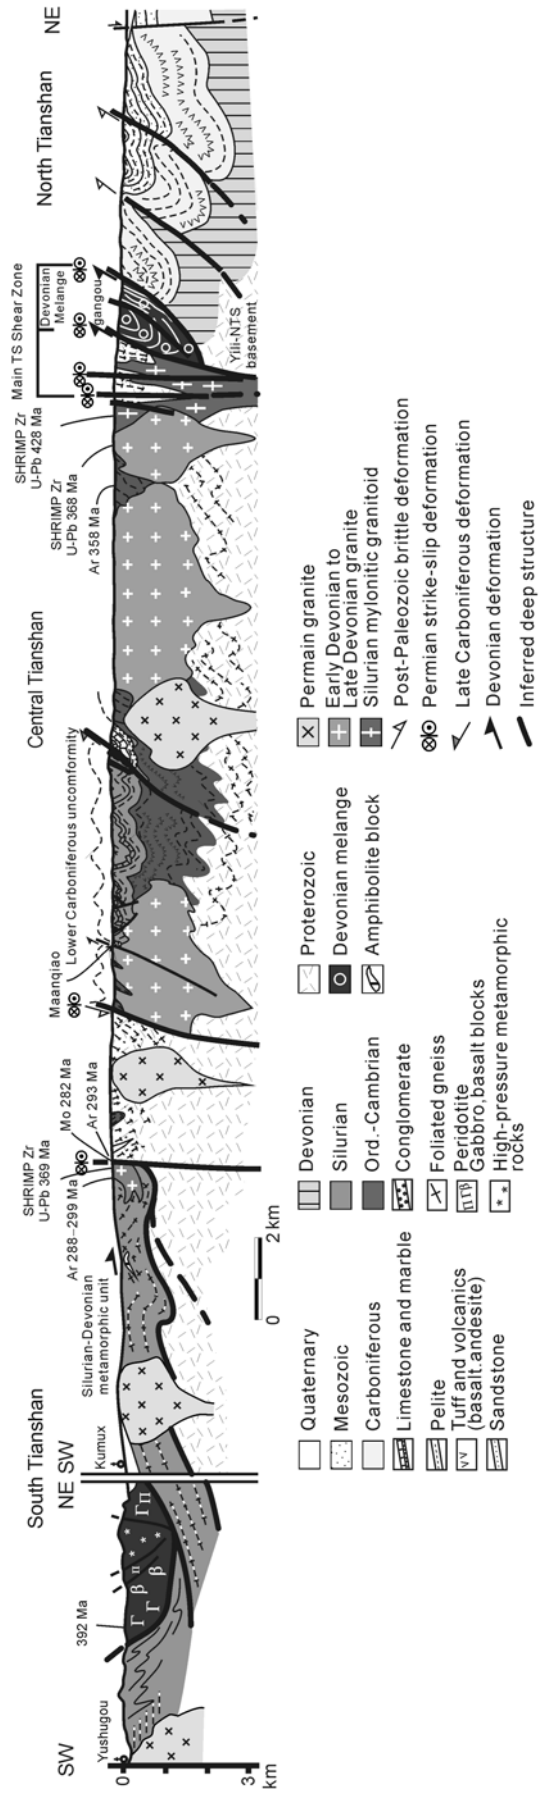 South Tianshan
Central Tianshan
North Tianshan
SW
NE
SW
NE
Yushugou
392 Ma
Kumux
Silurian-Devonian
metamorphic unit
Ar 288–299 Ma
SHRIMP Zr
U-Pb 369 Ma
Mo 282 Ma
Ar 293 Ma
Maanqiao
Lower Carboniferous uncomformity
Ar 358 Ma
SHRIMP Zr
U-Pb 368 Ma
SHRIMP Zr
U-Pb 428 Ma
Main TS Shear Zone
Devonian
Melange
gangou
Yili-NTS
basement
Γ
β
Γ
β
π
ΓΠ
0
3
km
0
2 km
Quaternary
Mesozoic
Carboniferous
Limestone and marble
Pelite
Tuff and volcanics
(basalt.andesite)
Sandstone
Devonian
Silurian
Ord.-Cambrian
Conglomerate
Foliated gneiss
Peridotite
Gabbro, basalt blocks
High-pressure metamorphic
rocks
Proterozoic
Devonian melange
Amphibolite block
Permain granite
Early Devonian to
Late Devonian granite
Silurian mylonitic granitoid
Post-Paleozoic brittle deformation
Permian strike-slip deformation
Late Carboniferous deformation
Devonian deformation
Inferred deep structure